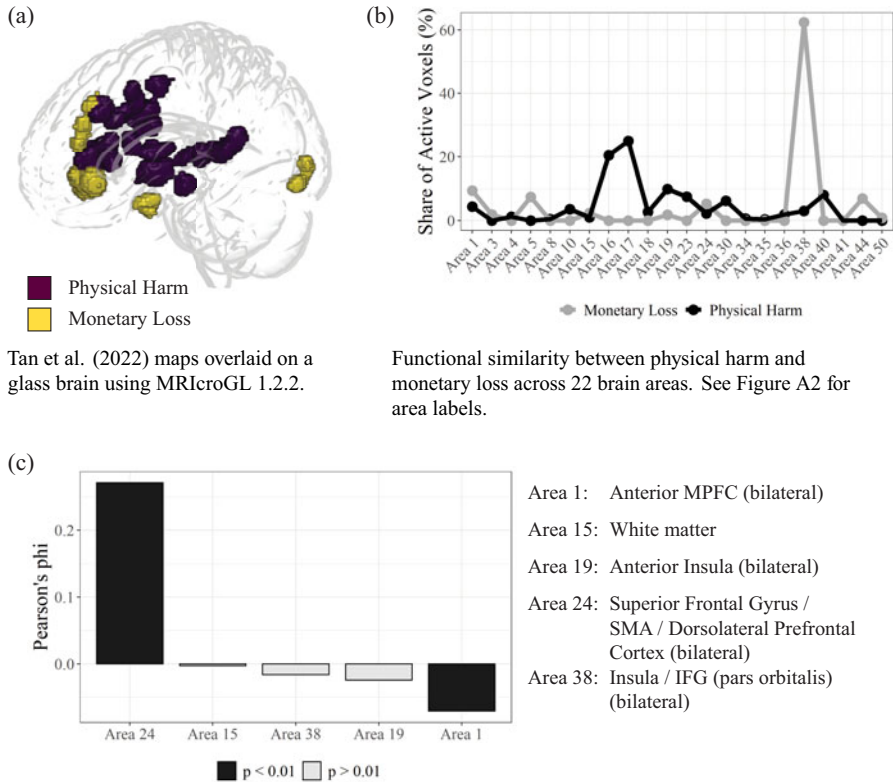 (a)
Physical Harm
Monetary Loss
Tan et al. (2022) maps overlaid on a
glass brain using MRIcroGL 1.2.2.
(b)
Share of Active Voxels (%)
60
40
20
0
Area 1
Area 3
Area 4
Area 5
Area 8
Area 10
Area 15
Area 16
Area 17
Area 18
Area 19
Area 23
Area 24
Area 30
Area 34
Area 35
Area 36
Area 38
Area 40
Area 41
Area 44
Area 50
Monetary Loss Physical Harm
Functional similarity between physical harm and
monetary loss across 22 brain areas. See Figure A2 for
area labels.
(c)
Pearson's phi
0.2
0.1
0.0
Area 24 Area 15 Area 38 Area 19 Area 1
p < 0.01 p > 0.01
Area 1: Anterior MPFC (bilateral)
Area 15: White matter
Area 19: Anterior Insula (bilateral)
Area 24: Superior Frontal Gyrus /
SMA / Dorsolateral Prefrontal
Cortex (bilateral)
Area 38: Insula / IFG (pars orbitalis)
(bilateral)